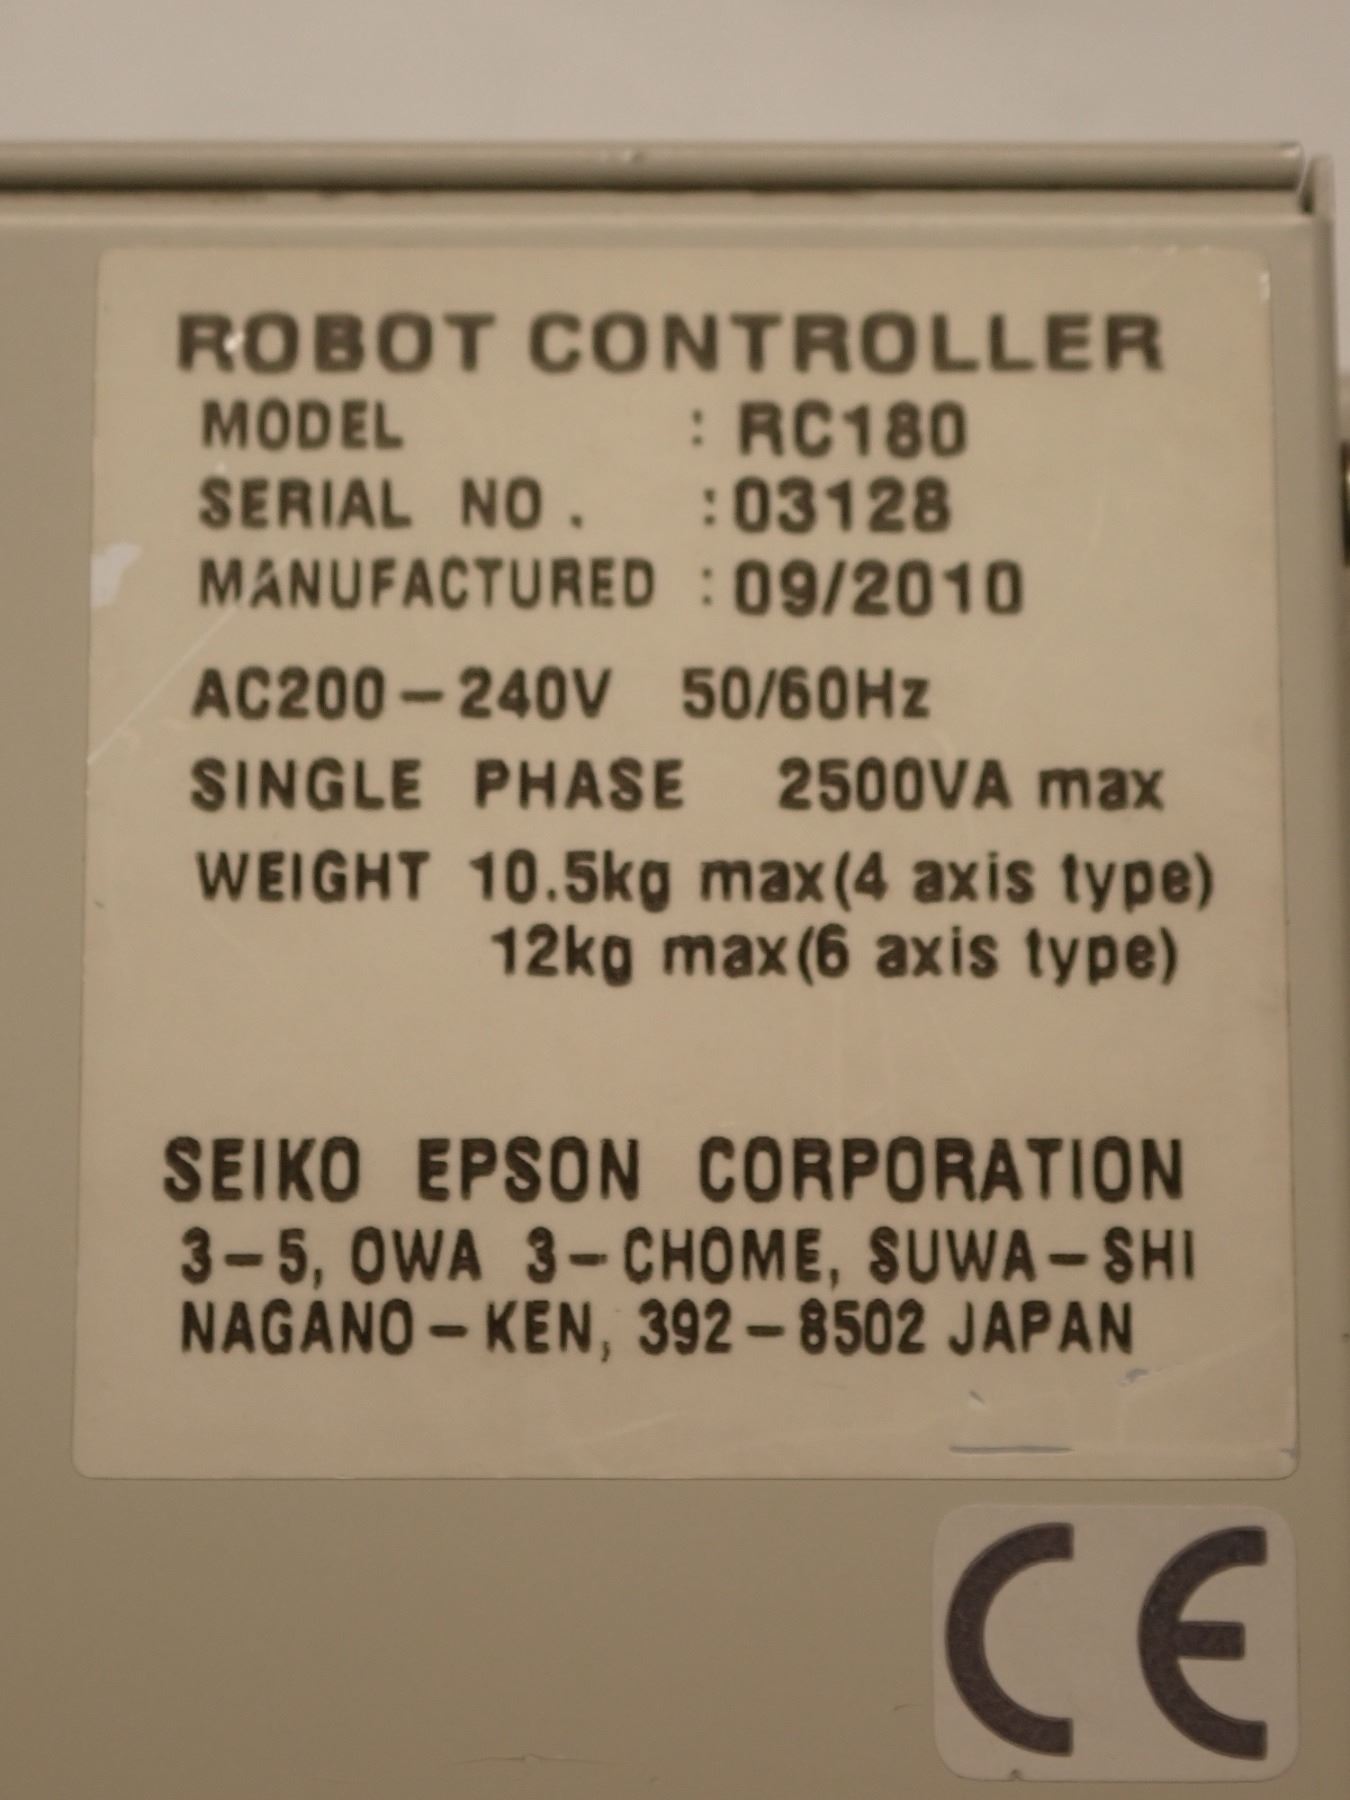 ROBOT CONTROLLER
MODEL : RC180
SERIAL NO. : 03128
MANUFACTURED : 09/2010
AC200-240V 50/60Hz
SINGLE PHASE 2500VA max
WEIGHT 10.5kg max(4 axis type)
12kg max(6 axis type)
SEIKO EPSON CORPORATION
3-5, OWA 3-CHOME, SUWA-SHI
NAGANO-KEN, 392-8502 JAPAN
CE